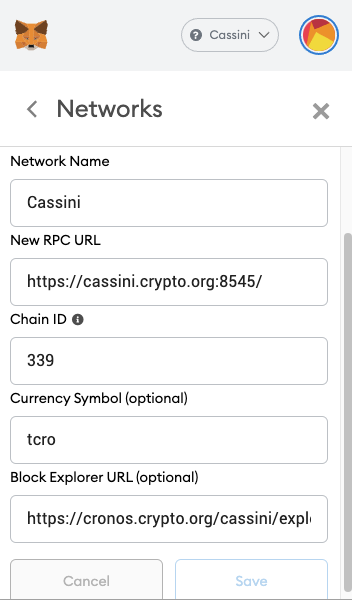 Cassini
Networks
Network Name
Cassini
New RPC URL
https://cassini.crypto.org:8545/
Chain ID
339
Currency Symbol (optional)
tcro
Block Explorer URL (optional)
https://cronos.crypto.org/cassini/expl
Cancel
Save